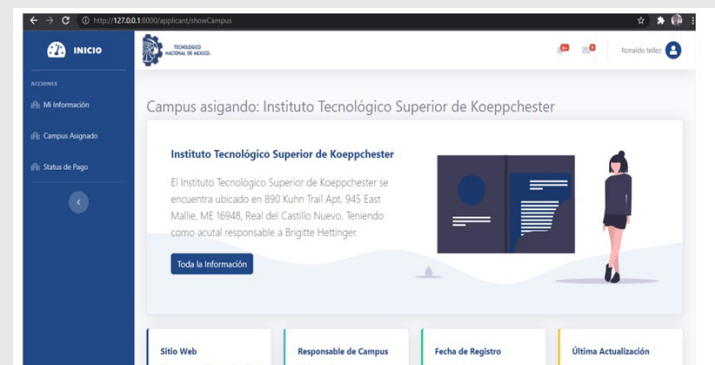 http://127.0.0.1:8000/applicant/showCampus
INICIO
TECNOLÓGICO
NACIONAL DE MÉXICO.
Ronaldo tellez
ACCIONES
Mi Información
Campus Asignado
Status de Pago
Campus asigando: Instituto Tecnológico Superior de Koeppchester
Instituto Tecnológico Superior de Koeppchester
El Instituto Tecnológico Superior de Koeppchester se
encuentra ubicado en 890 Kuhn Trail Apt. 945 East
Mallie, ME 16948, Real del Castillo Nuevo. Teniendo
como acutal responsable a Brigitte Hettinger.
Toda la Información
Sitio Web
Responsable de Campus
Fecha de Registro
Última Actualización